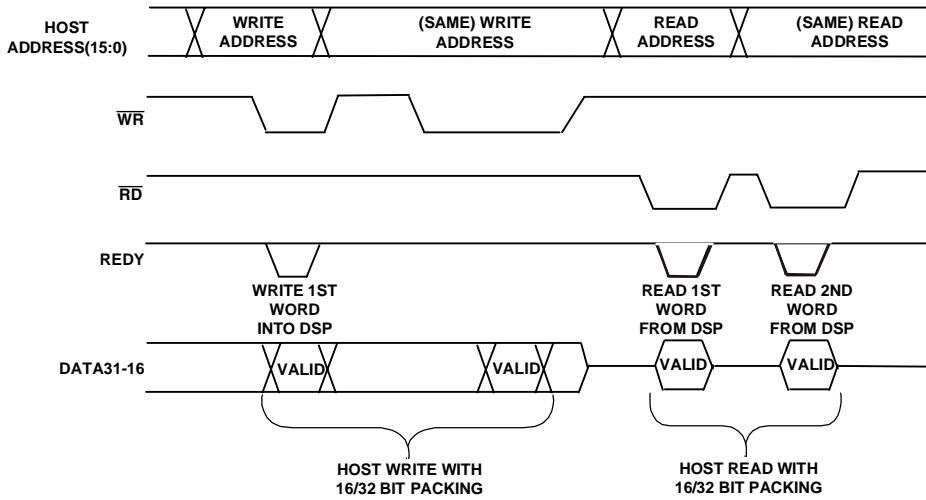 HOST
ADDRESS(15:0)
WRITE
ADDRESS
(SAME) WRITE
ADDRESS
READ
ADDRESS
(SAME) READ
ADDRESS
WR
RD
REDY
WRITE 1ST
WORD
INTO DSP
READ 1ST
WORD
FROM DSP
READ 2ND
WORD
FROM DSP
DATA31-16
VALID
VALID
VALID
VALID
HOST WRITE WITH
16/32 BIT PACKING
HOST READ WITH
16/32 BIT PACKING